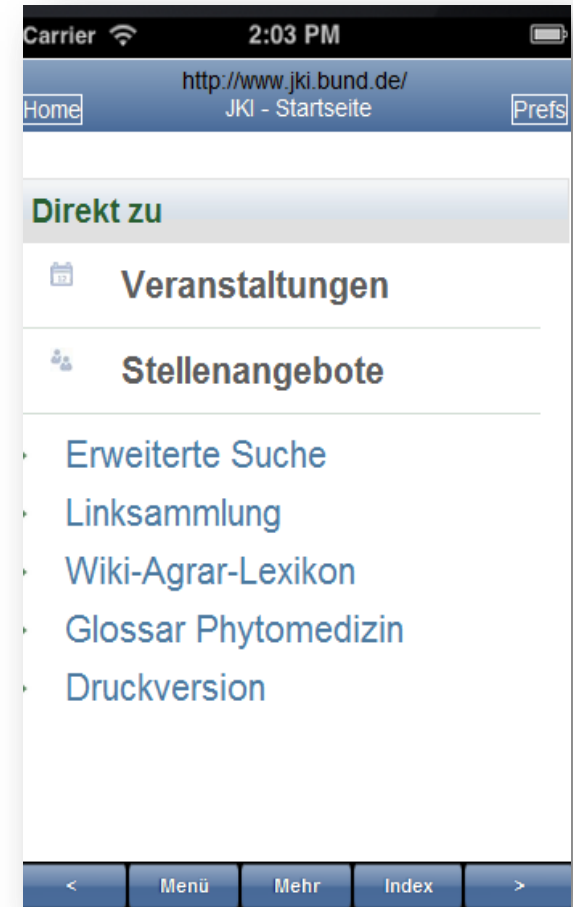 Carrier 2:03 PM
http://www.jki.bund.de/
Home JKI - Startseite Prefs
Direkt zu
12
Veranstaltungen
Stellenangebote
Erweiterte Suche
Linksammlung
Wiki-Agrar-Lexikon
Glossar Phytomedizin
Druckversion
< Menü Mehr Index >